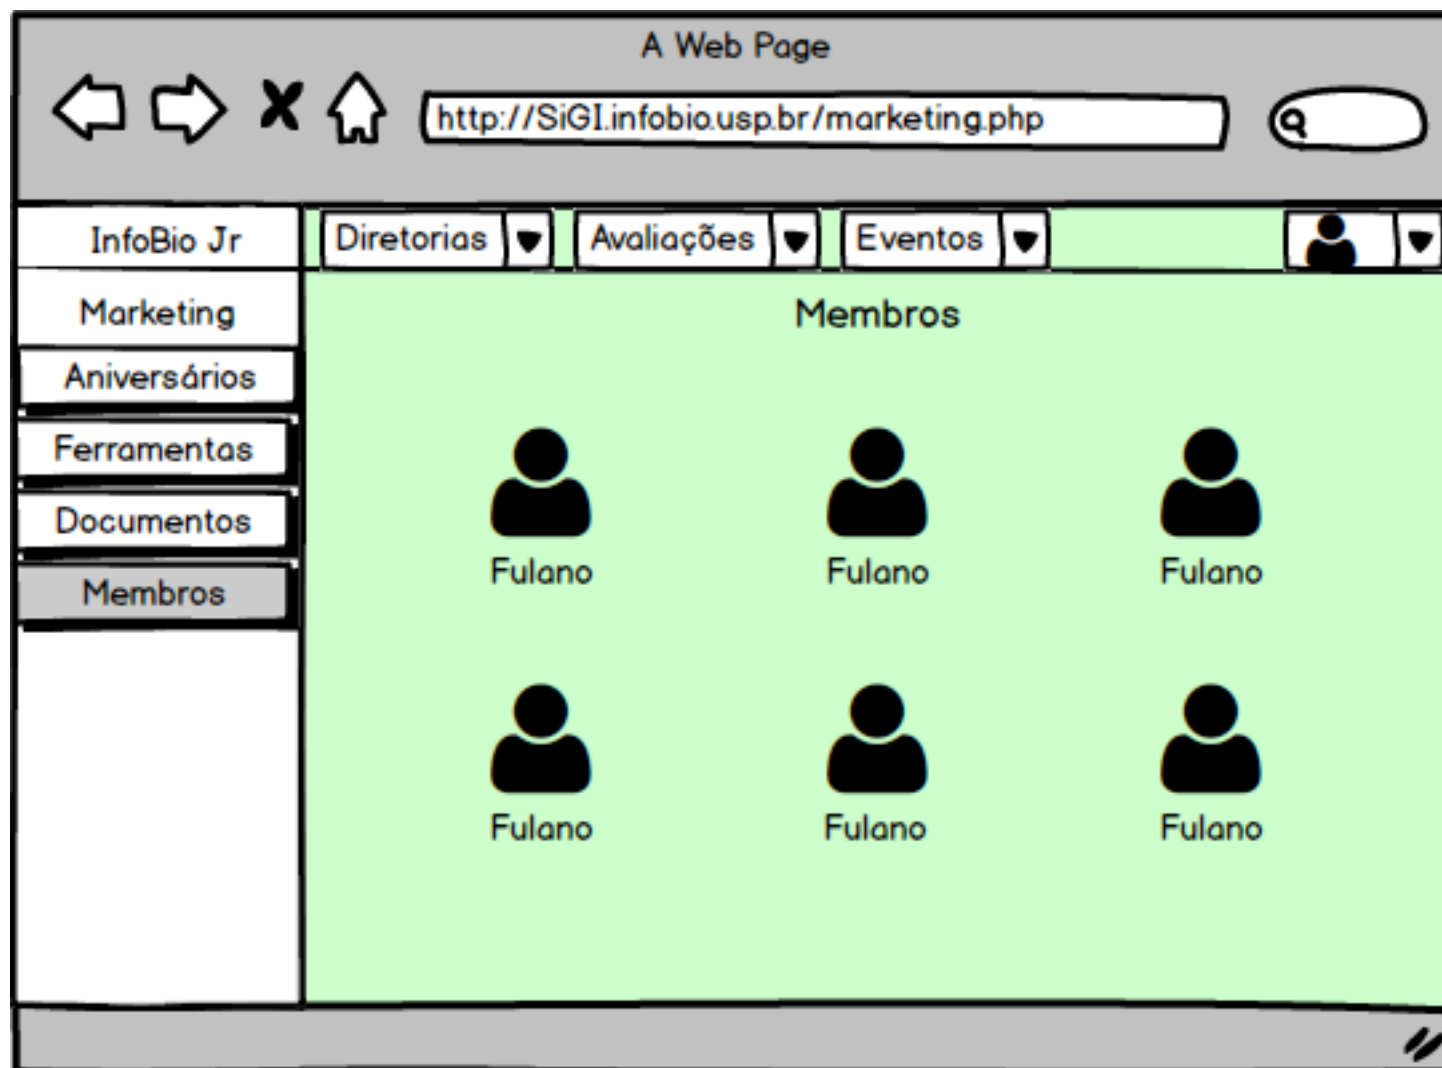 A Web Page
http://SiGI.infobio.usp.br/marketing.php
InfoBio Jr
Diretorias
Avaliações
Eventos
Marketing
Aniversários
Ferramentas
Documentos
Membros
Membros
Fulano
Fulano
Fulano
Fulano
Fulano
Fulano